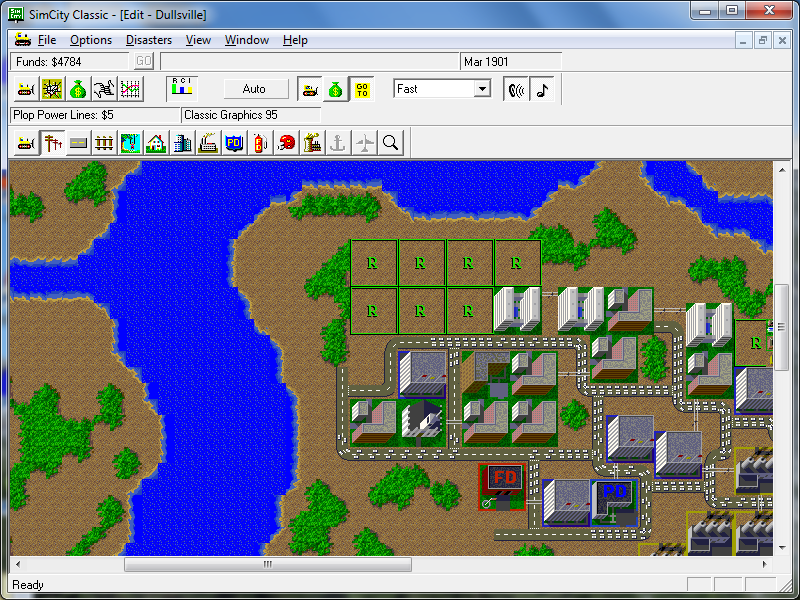 SimCity Classic - [Edit - Dullsville]
File Options Disasters View Window Help
Funds: $4784 GO Mar 1901
R C I Auto GO TO Fast
Plop Power Lines: $5 Classic Graphics 95
PD
R R R R
R R R
R
FD
PD
Ready